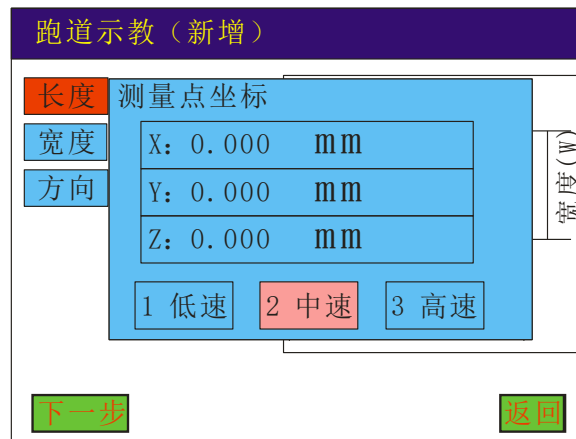 跑道示教（新增）
长度
测量点坐标
宽度
X: 0.000 mm
方向
Y: 0.000 mm
Z: 0.000 mm
宽度(W)
1 低速
2 中速
3 高速
下一步
返回